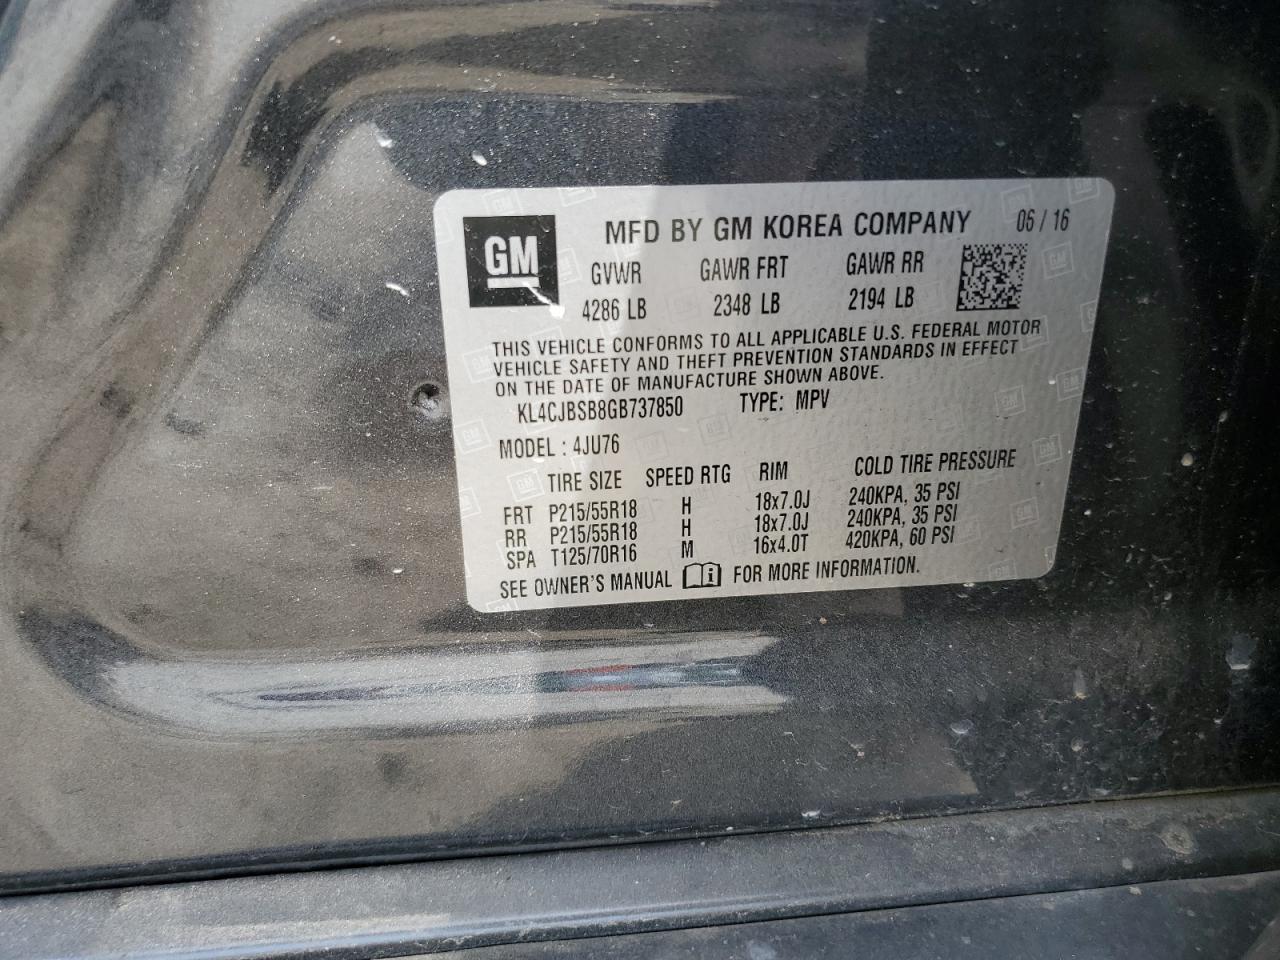 GM
MFD BY GM KOREA COMPANY 06 / 16
GVWR GAWR FRT GAWR RR
4286 LB 2348 LB 2194 LB
THIS VEHICLE CONFORMS TO ALL APPLICABLE U.S. FEDERAL MOTOR
VEHICLE SAFETY AND THEFT PREVENTION STANDARDS IN EFFECT
ON THE DATE OF MANUFACTURE SHOWN ABOVE.
KL4CJBSB8GB737850 TYPE: MPV
MODEL : 4JU76
TIRE SIZE SPEED RTG RIM COLD TIRE PRESSURE
FRT P215/55R18 H 18x7.0J 240KPA, 35 PSI
RR P215/55R18 H 18x7.0J 240KPA, 35 PSI
SPA T125/70R16 M 16x4.0T 420KPA, 60 PSI
SEE OWNER'S MANUAL i FOR MORE INFORMATION.